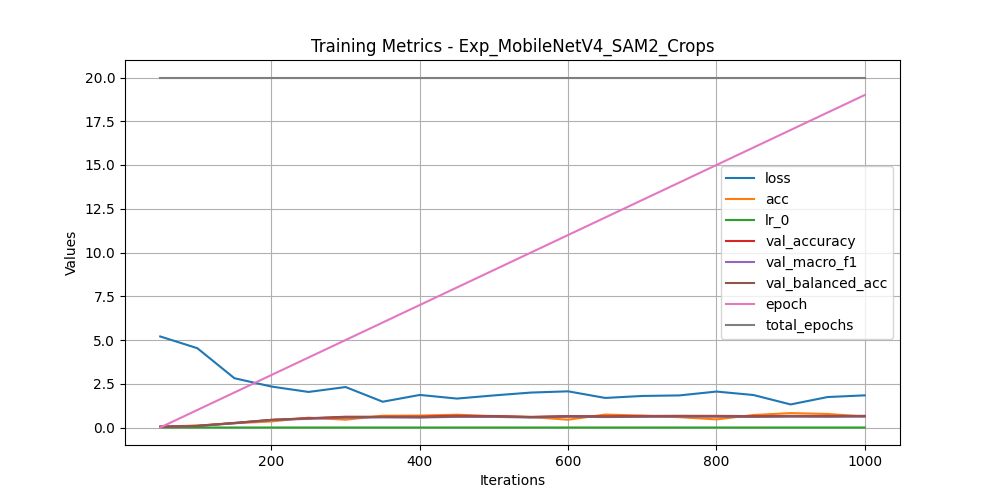 Training Metrics - Exp_MobileNetV4_SAM2_Crops
20.0
17.5
15.0
12.5
10.0
7.5
5.0
2.5
0.0
Values
loss
acc
lr_0
val_accuracy
val_macro_f1
val_balanced_acc
epoch
total_epochs
200 400 600 800 1000
Iterations